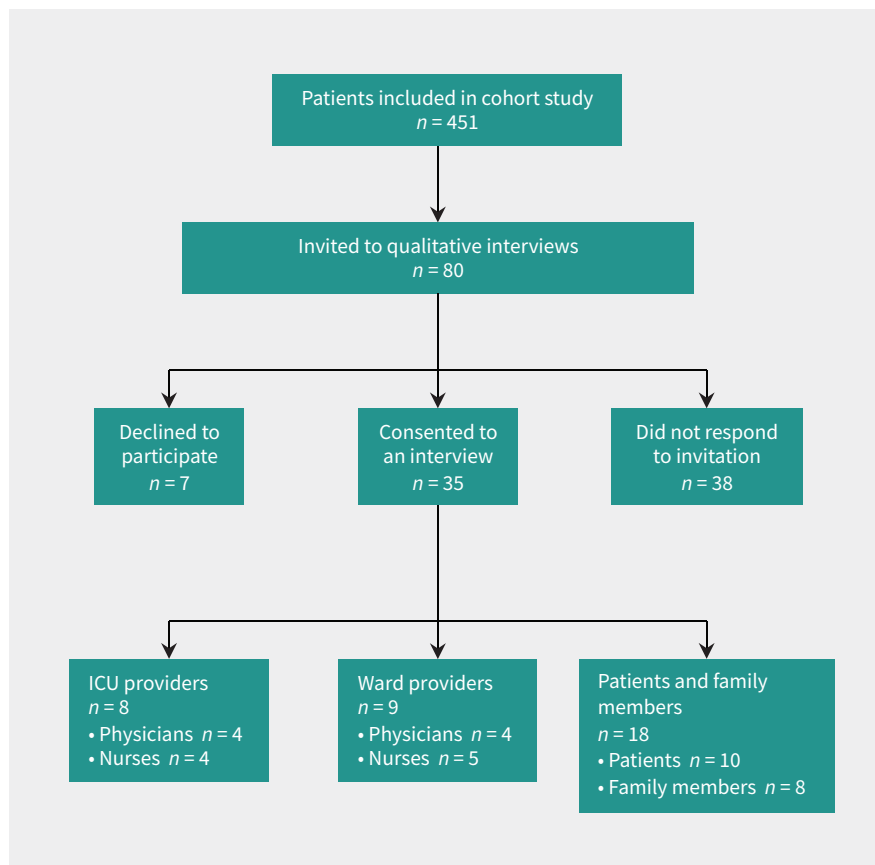 Patients included in cohort study
n = 451
Invited to qualitative interviews
n = 80
Declined to
participate
n = 7
Consented to
an interview
n = 35
Did not respond
to invitation
n = 38
ICU providers
n = 8
• Physicians n = 4
• Nurses n = 4
Ward providers
n = 9
• Physicians n = 4
• Nurses n = 5
Patients and family
members
n = 18
• Patients n = 10
• Family members n = 8